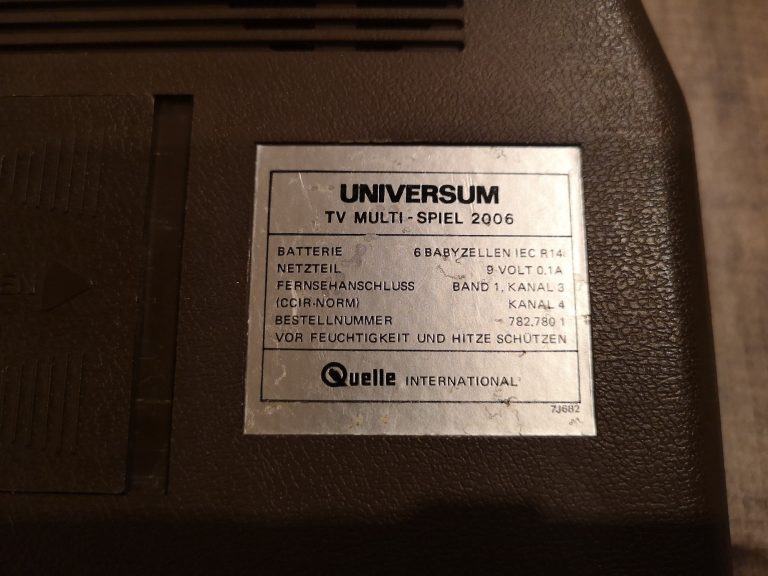 UNIVERSUM
TV MULTI-SPIEL 2006
BATTERIE 6 BABYZELLEN IEC R14
NETZTEIL 9 VOLT 0.1A
FERNSEHANSCHLUSS BAND 1, KANAL 3
(CCIR-NORM) KANAL 4
BESTELLNUMMER 782.780 1
VOR FEUCHTIGKEIT UND HITZE SCHÜTZEN
Quelle INTERNATIONAL
7J682